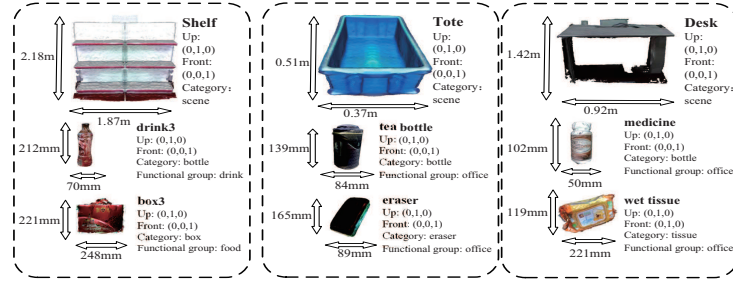 Shelf
Up:
(0,1,0)
Front:
(0,0,1)
Category:
scene
2.18m
1.87m
drink3
Up: (0,1,0)
Front: (0,0,1)
Category: bottle
Functional group: drink
212mm
70mm
box3
Up: (0,1,0)
Front: (0,0,1)
Category: box
Functional group: food
221mm
248mm
Tote
Up:
(0,1,0)
Front:
(0,0,1)
Category:
scene
0.51m
0.37m
tea bottle
Up: (0,1,0)
Front: (0,0,1)
Category: bottle
Functional group: office
139mm
84mm
eraser
Up: (0,1,0)
Front: (0,0,1)
Category: eraser
Functional group: office
165mm
89mm
Desk
Up:
(0,1,0)
Front:
(0,0,1)
Category:
scene
1.42m
0.92m
medicine
Up: (0,1,0)
Front: (0,0,1)
Category: bottle
Functional group: office
102mm
50mm
wet tissue
Up: (0,0,1)
Front: (0,1,0)
Category: tissue
Functional group: office
119mm
221mm